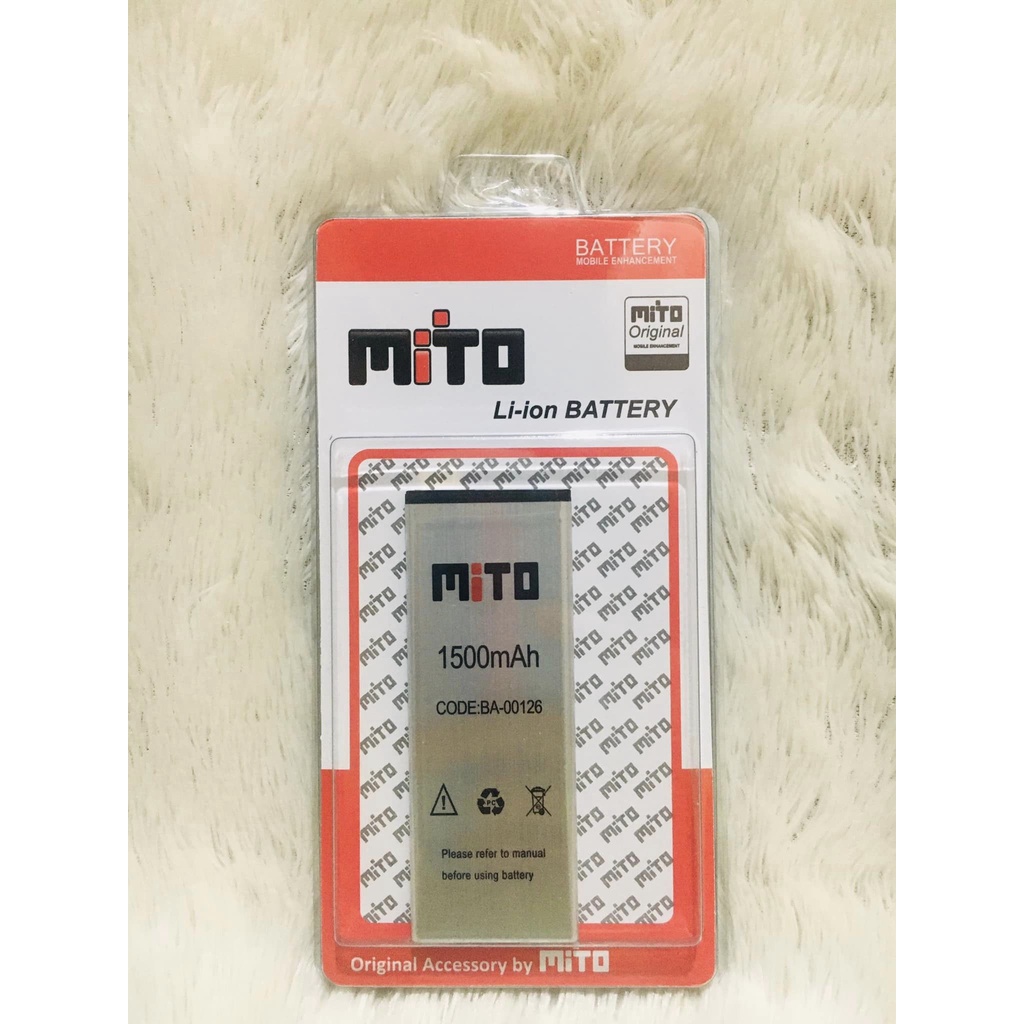 BATTERY
MOBILE ENHANCEMENT
MiTO
Original
MOBILE ENHANCEMENT
MiTO
Li-ion BATTERY
MiTO
1500mAh
CODE:BA-00126
PC
Please refer to manual
before using battery
Original Accessory by MiTO